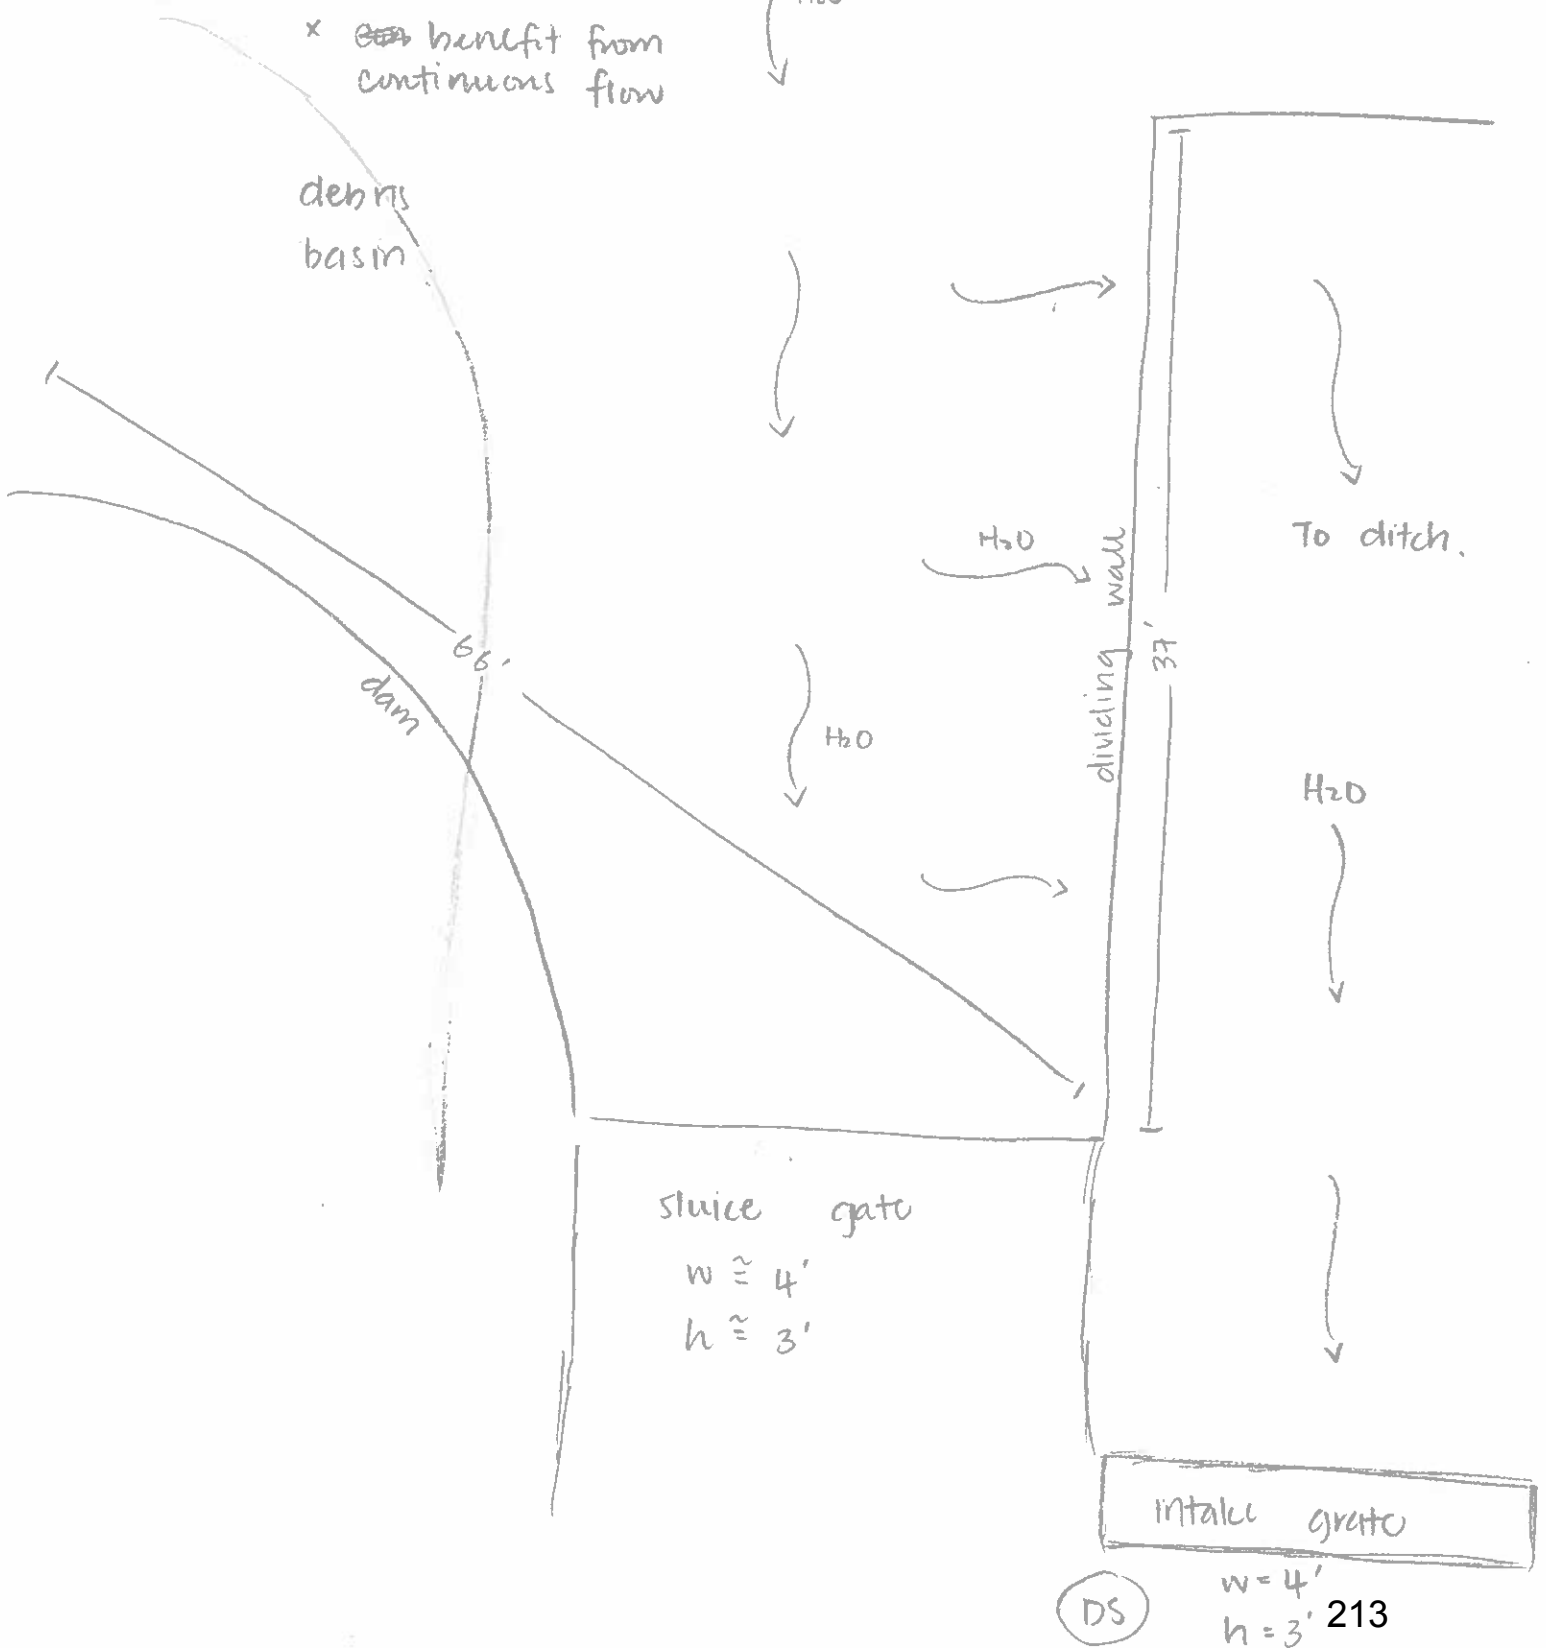 x benefit from
continuous flow
debris
basin
H2O
To ditch.
dividing wall
37'
66'
dam
H2O
H2O
sluice gate
w ≅ 4'
h ≅ 3'
intake grate
DS
w = 4'
h = 3'
213